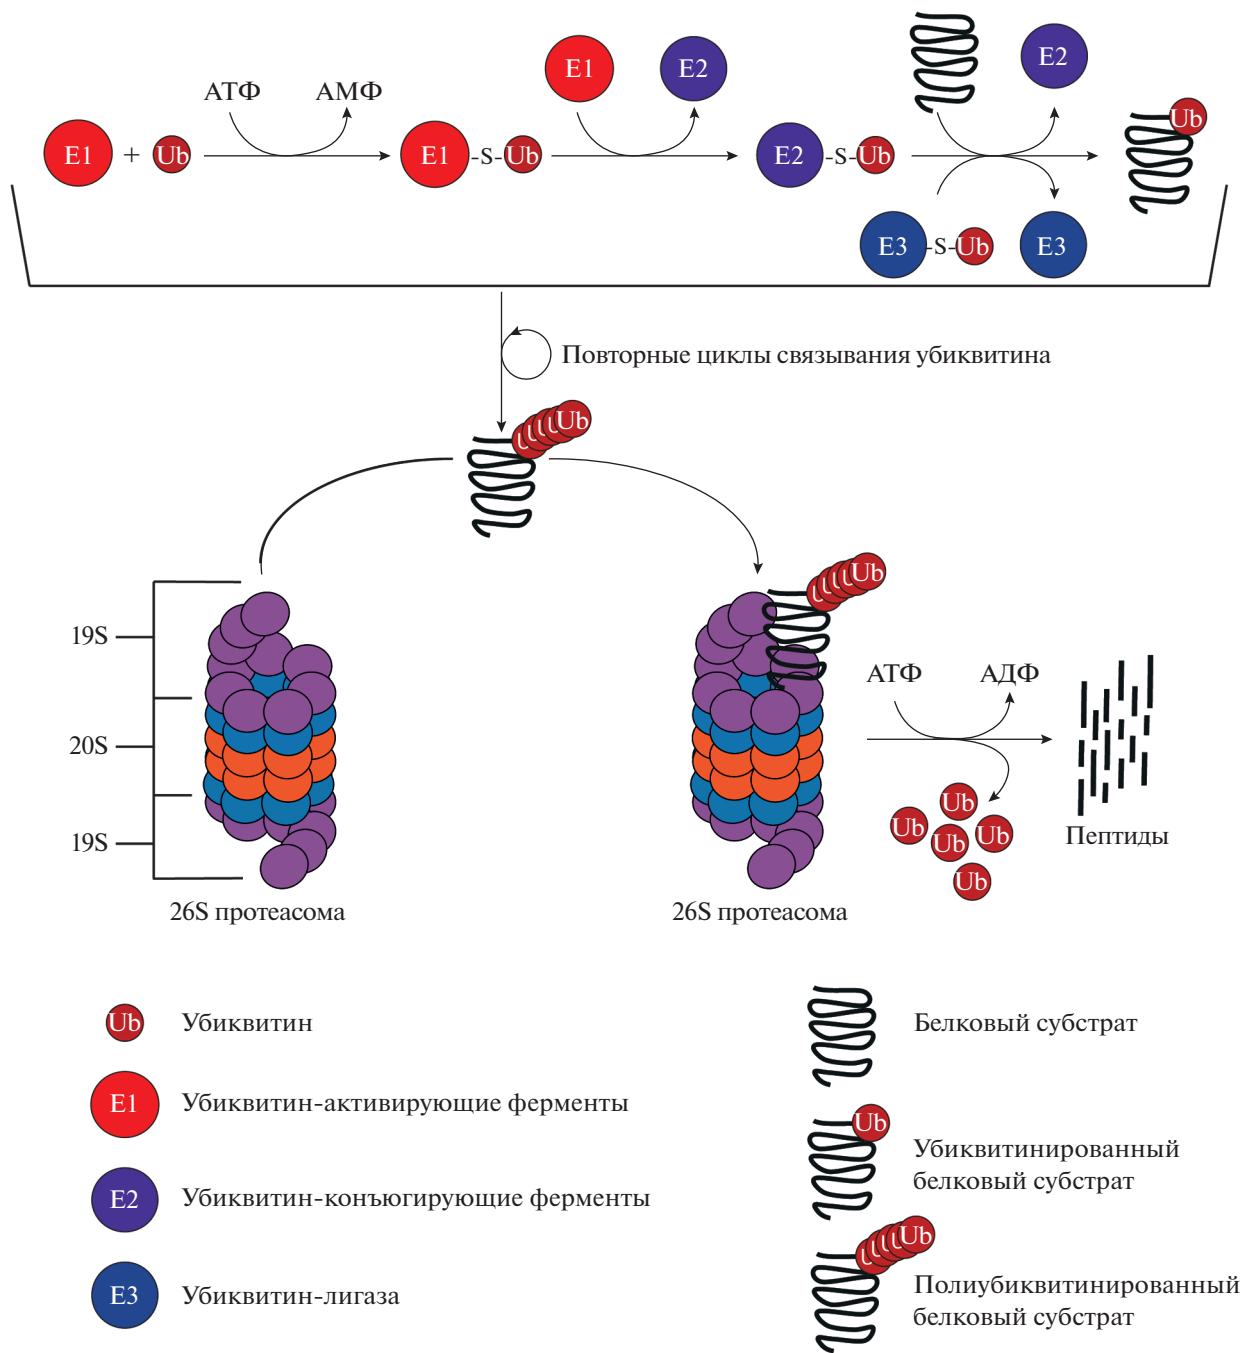 E1
E2
E2
АТФ
АМФ
E1 + Ub
E1 -S- Ub
E2 -S- Ub
Ub
E3 -S- Ub
E3
Повторные циклы связывания убиквитина
U U U U Ub
U U U U Ub
19S
20S
19S
АТФ
АДФ
Ub
Ub
Ub
Ub
Ub
Пептиды
26S протеасома
26S протеасома
Ub
Убиквитин
E1
Убиквитин-активирующие ферменты
E2
Убиквитин-конъюгирующие ферменты
E3
Убиквитин-лигаза
Белковый субстрат
Ub
Убиквитинированный
белковый субстрат
U U U U Ub
Полиубиквитинированный
белковый субстрат